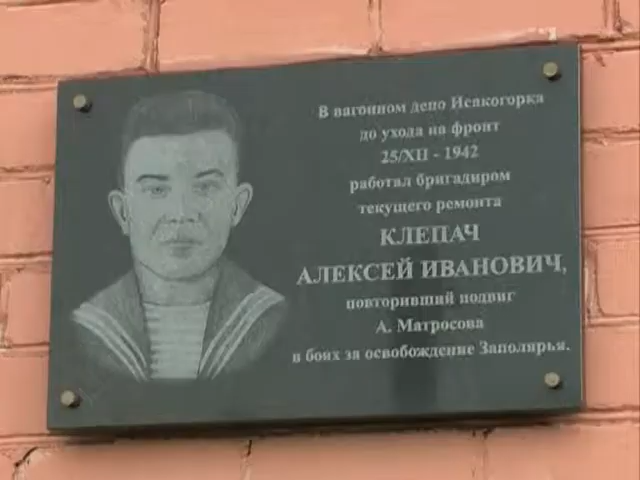 В вагонном депо Исакогорка
до ухода на фронт
25/XII - 1942
работал бригадиром
текущего ремонта
КЛЕПАЧ
АЛЕКСЕЙ ИВАНОВИЧ,
повторивший подвиг
А. Матросова
в боях за освобождение Заполярья.